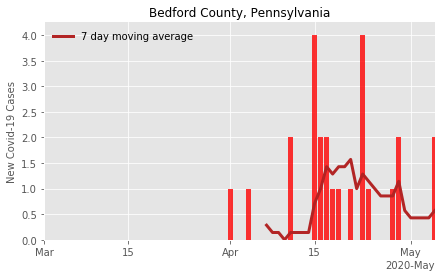 Bedford County, Pennsylvania
7 day moving average
New Covid-19 Cases
4.0
3.5
3.0
2.5
2.0
1.5
1.0
0.5
0.0
Mar 15 Apr 15 May
2020-May